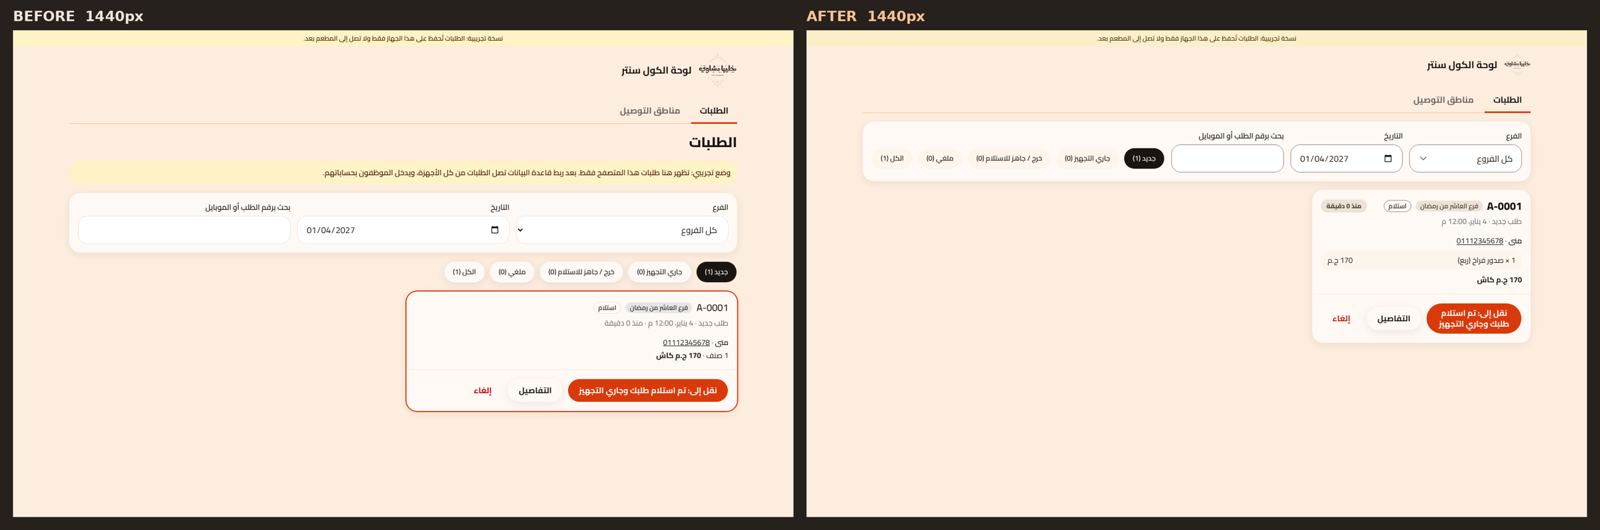 BEFORE 1440px
نسخة تجريبية: الطلبات تُحفظ على هذا الجهاز فقط ولا تصل إلى المطعم بعد.
لوحة الكول سنتر
الطلبات مناطق التوصيل
الطلبات
وضع تجريبي: تظهر هنا طلبات هذا المتصفح فقط. بعد ربط قاعدة البيانات تصل الطلبات من كل الأجهزة، ويدخل الموظفون بحساباتهم.
الفرع التاريخ بحث برقم الطلب أو الموبايل
كل الفروع 01/04/2027
جديد (1) جاري التجهيز (0) خرج / جاهز للاستلام (0) ملغي (0) الكل (1)
A-0001 فرع العاشر من رمضان استلام
طلب جديد · 4 يناير، 12:00 م · منذ 0 دقيقة
منى · 01112345678
1 صنف · 170 ج.م كاش
نقل إلى: تم استلام طلبك وجاري التجهيز التفاصيل إلغاء
AFTER 1440px
نسخة تجريبية: الطلبات تُحفظ على هذا الجهاز فقط ولا تصل إلى المطعم بعد.
لوحة الكول سنتر
الطلبات مناطق التوصيل
الفرع التاريخ بحث برقم الطلب أو الموبايل
كل الفروع 01/04/2027 جديد (1) جاري التجهيز (0) خرج / جاهز للاستلام (0) ملغي (0) الكل (1)
A-0001 فرع العاشر من رمضان استلام منذ 0 دقيقة
طلب جديد · 4 يناير، 12:00 م
منى · 01112345678
1 × صدور فراخ (ربع) 170 ج.م
170 ج.م كاش
نقل إلى: تم استلام
طلبك وجاري التجهيز
التفاصيل إلغاء